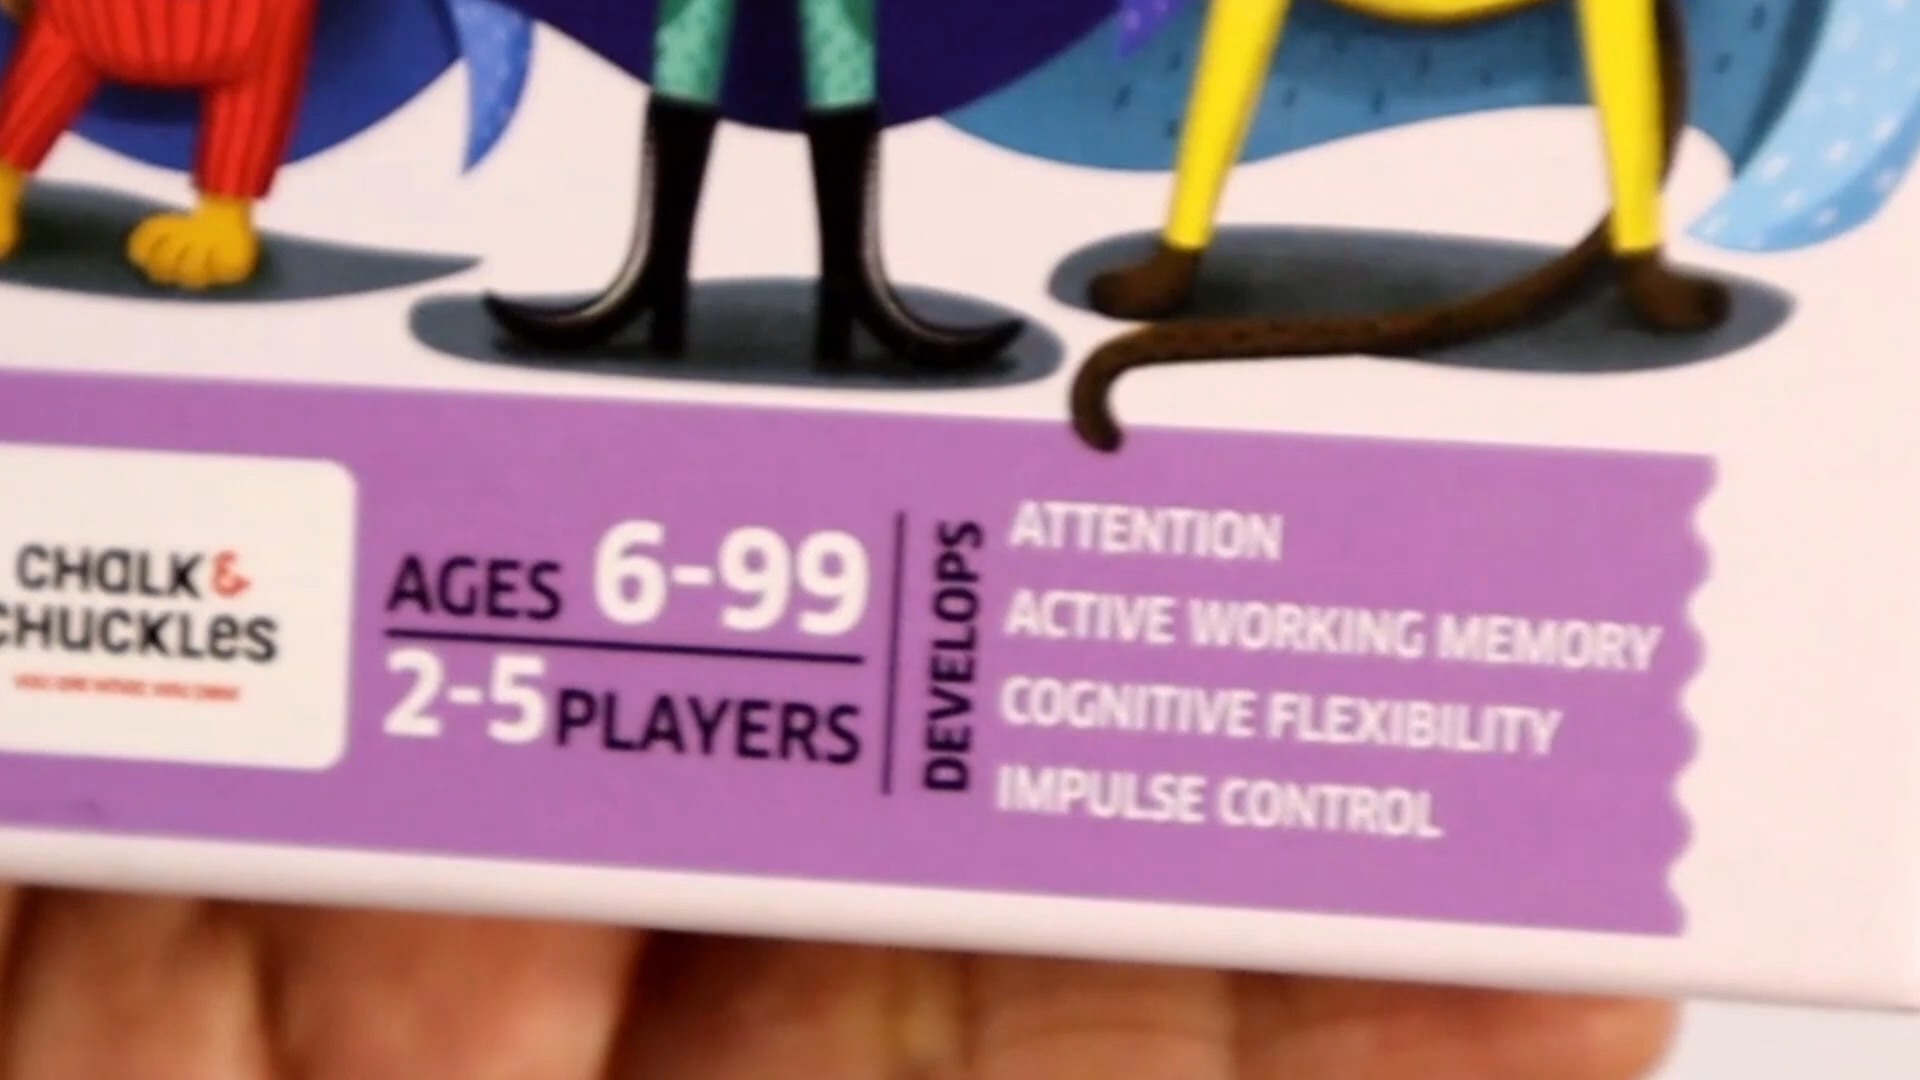 CHALK &
CHUCKLES
AGES 6-99
2-5 PLAYERS
DEVELOPS
ATTENTION
ACTIVE WORKING MEMORY
COGNITIVE FLEXIBILITY
IMPULSE CONTROL